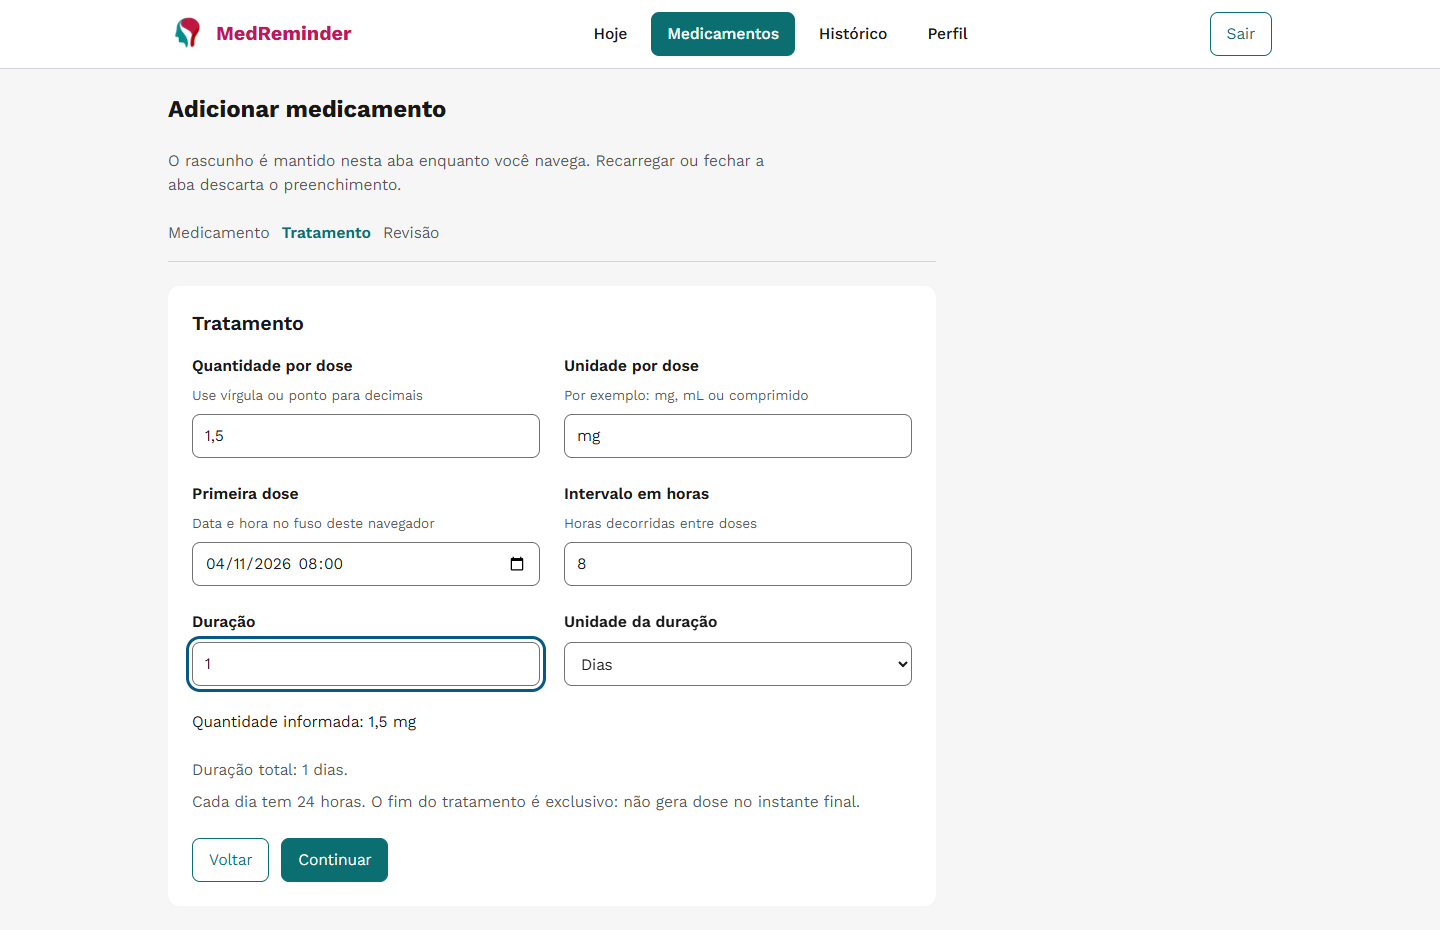 MedReminder
Hoje
Medicamentos
Histórico
Perfil
Sair
Adicionar medicamento
O rascunho é mantido nesta aba enquanto você navega. Recarregar ou fechar a
aba descarta o preenchimento.
Medicamento Tratamento Revisão
Tratamento
Quantidade por dose
Use vírgula ou ponto para decimais
1,5
Unidade por dose
Por exemplo: mg, mL ou comprimido
mg
Primeira dose
Data e hora no fuso deste navegador
04/11/2026 08:00
Intervalo em horas
Horas decorridas entre doses
8
Duração
1
Unidade da duração
Dias
Quantidade informada: 1,5 mg
Duração total: 1 dias.
Cada dia tem 24 horas. O fim do tratamento é exclusivo: não gera dose no instante final.
Voltar
Continuar